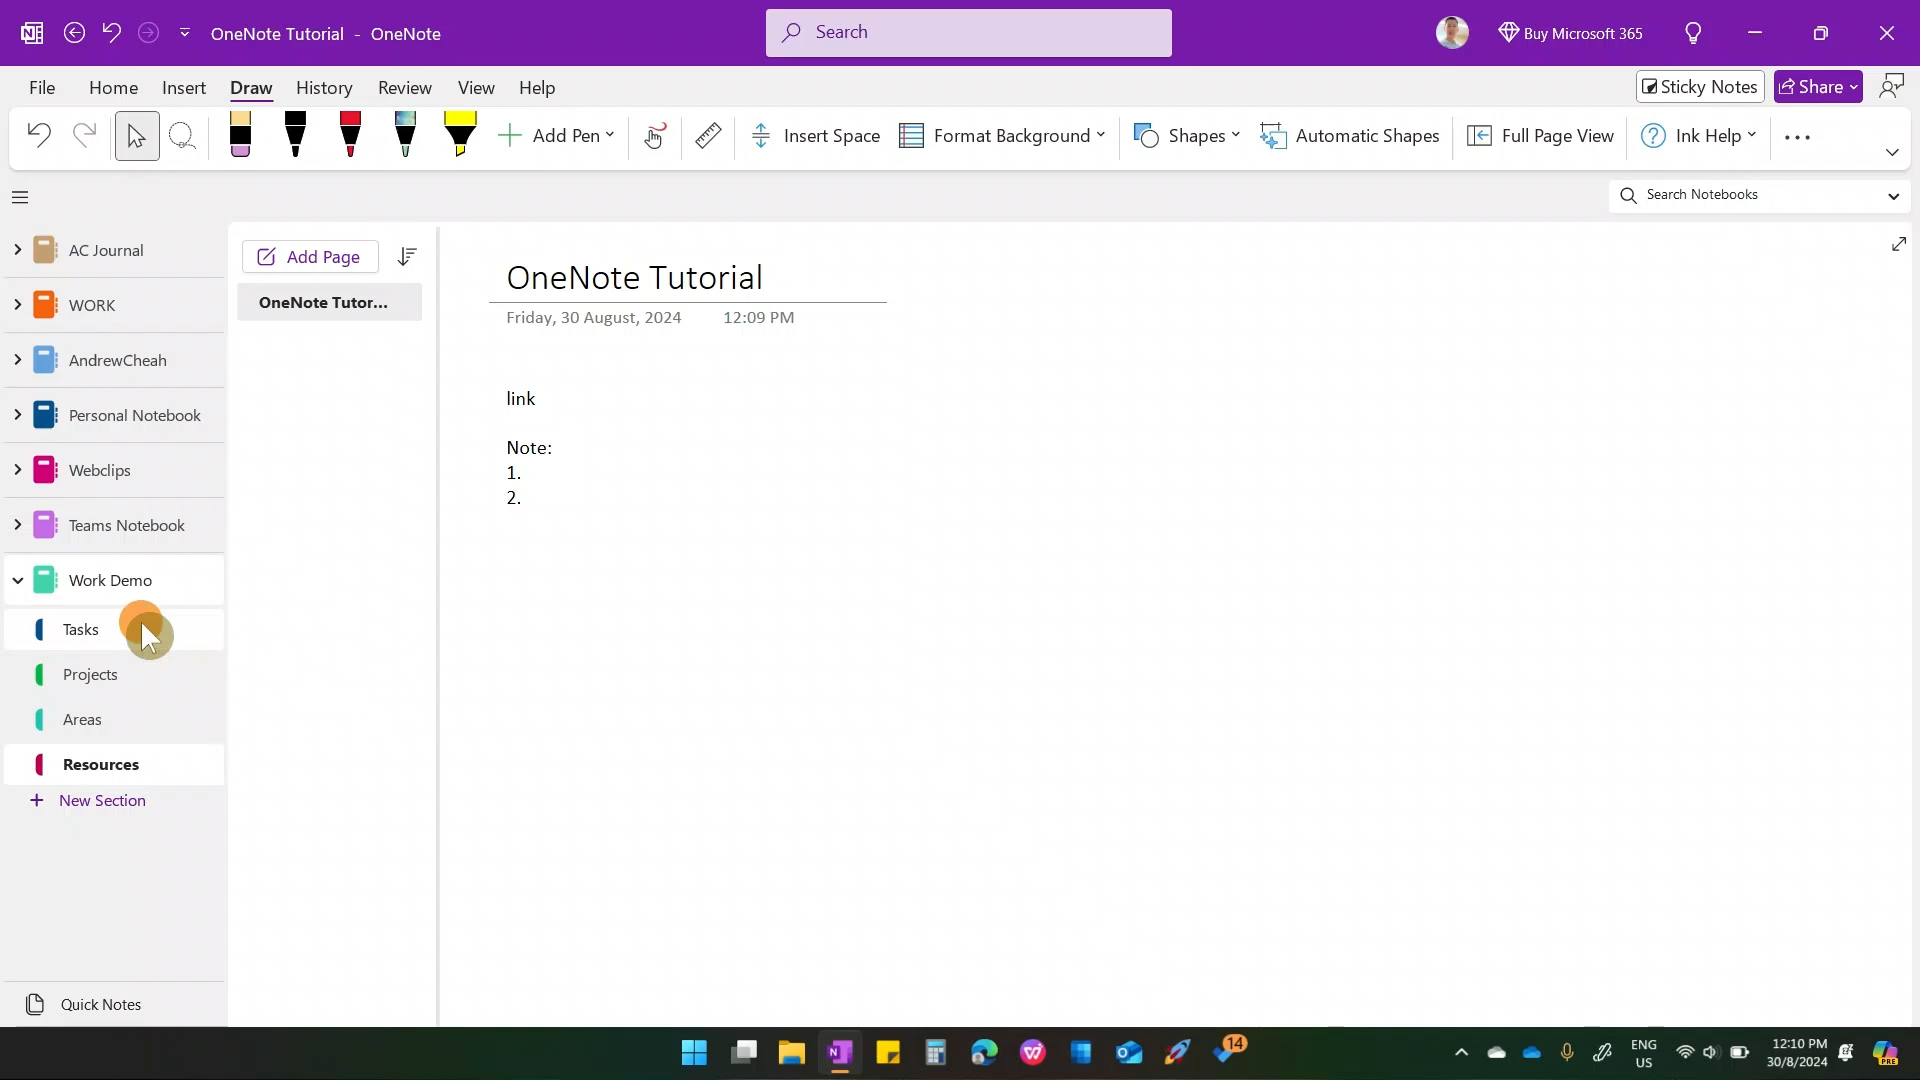 OneNote Tutorial - OneNote
Search
Buy Microsoft 365
File Home Insert Draw History Review View Help
Sticky Notes
Share
Add Pen
Insert Space
Format Background
Shapes
Automatic Shapes
Full Page View
Ink Help
Search Notebooks
AC Journal
WORK
AndrewCheah
Personal Notebook
Webclips
Teams Notebook
Work Demo
Tasks
Projects
Areas
Resources
New Section
Quick Notes
Add Page
OneNote Tutor...
OneNote Tutorial
Friday, 30 August, 2024 12:09 PM
link
Note:
1.
2.
14
ENG
US
12:10 PM
30/8/2024
PRE